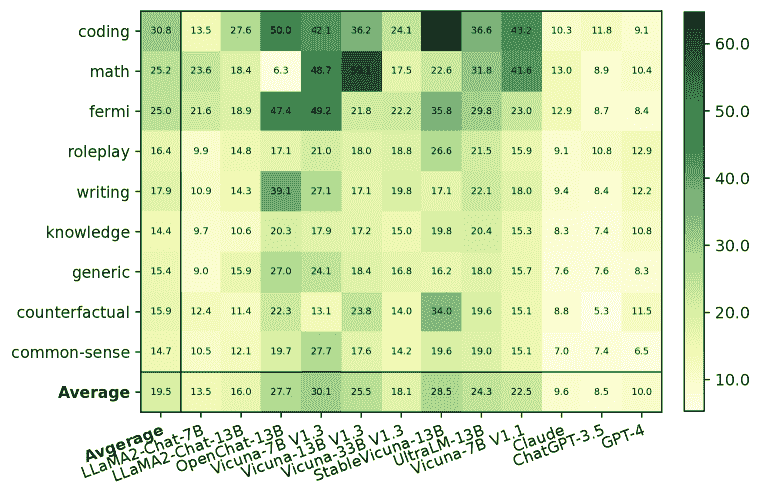 coding 30.8 13.5 27.6 50.0 42.1 36.2 24.1 36.6 43.2 10.3 11.8 9.1
math 25.2 23.6 18.4 6.3 48.7 17.5 22.6 31.8 41.6 13.0 8.9 10.4
fermi 25.0 21.6 18.9 47.4 49.2 21.8 22.2 35.8 29.8 23.0 12.9 8.7 8.4
roleplay 16.4 9.9 14.8 17.1 21.0 18.0 18.8 26.6 21.5 15.9 9.1 10.8 12.9
writing 17.9 10.9 14.3 39.1 27.1 17.1 19.8 17.1 22.1 18.0 9.4 8.4 12.2
knowledge 14.4 9.7 10.6 20.3 17.9 17.2 15.0 19.8 20.4 15.3 8.3 7.4 10.8
generic 15.4 9.0 15.9 27.0 24.1 18.4 16.8 16.2 18.0 15.7 7.6 7.6 8.3
counterfactual 15.9 12.4 11.4 22.3 13.1 23.8 14.0 34.0 19.6 15.1 8.8 5.3 11.5
common-sense 14.7 10.5 12.1 19.7 27.7 17.6 14.2 19.6 19.0 15.1 7.0 7.4 6.5
Average 19.5 13.5 16.0 27.7 30.1 25.5 18.1 28.5 24.3 22.5 9.6 8.5 10.0
Avgerage
LLaMA2-Chat-7B
LLaMA2-Chat-13B
OpenChat-13B
Vicuna-7B V1.3
Vicuna-13B V1.3
Vicuna-33B V1.3
StableVicuna-13B
UltraLM-13B
Vicuna-7B V1.1
Claude
ChatGPT-3.5
GPT-4
60.0
50.0
40.0
30.0
20.0
10.0